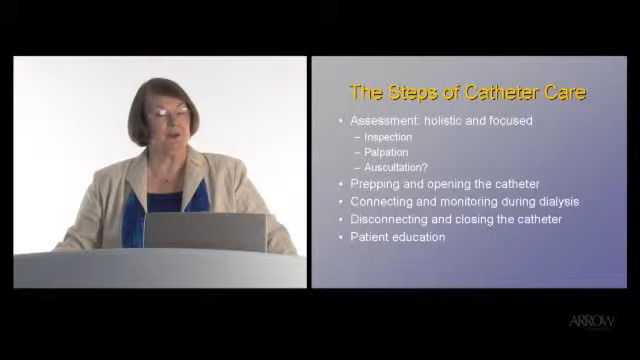 The Steps of Catheter Care
• Assessment: holistic and focused
– Inspection
– Palpation
– Auscultation?
• Prepping and opening the catheter
• Connecting and monitoring during dialysis
• Disconnecting and closing the catheter
• Patient education
ARROW